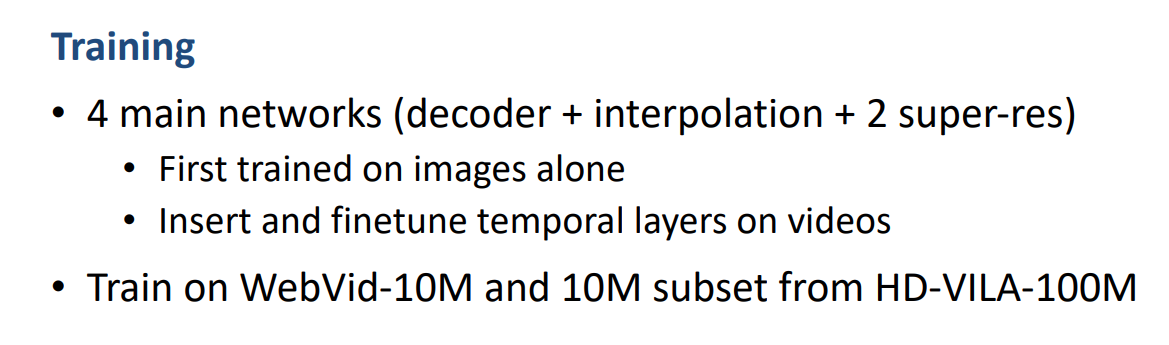 Training
• 4 main networks (decoder + interpolation + 2 super-res)
• First trained on images alone
• Insert and finetune temporal layers on videos
• Train on WebVid-10M and 10M subset from HD-VILA-100M